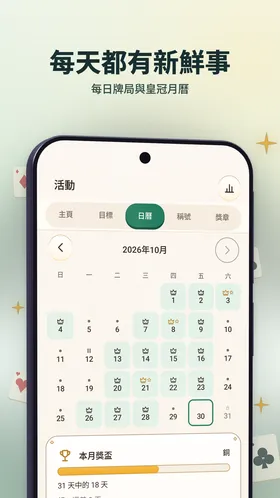 每天都有新鮮事
每日牌局與皇冠月曆
活動
主頁 目標 日曆 稱號 獎章
2026年10月
日 一 二 三 四 五 六
1 2 3
4 5 6 7 8 9 10
11 12 13 14 15 16 17
18 19 20 21 22 23 24
25 26 27 28 29 30 31
本月獎盃 銅
31 天中的 18 天